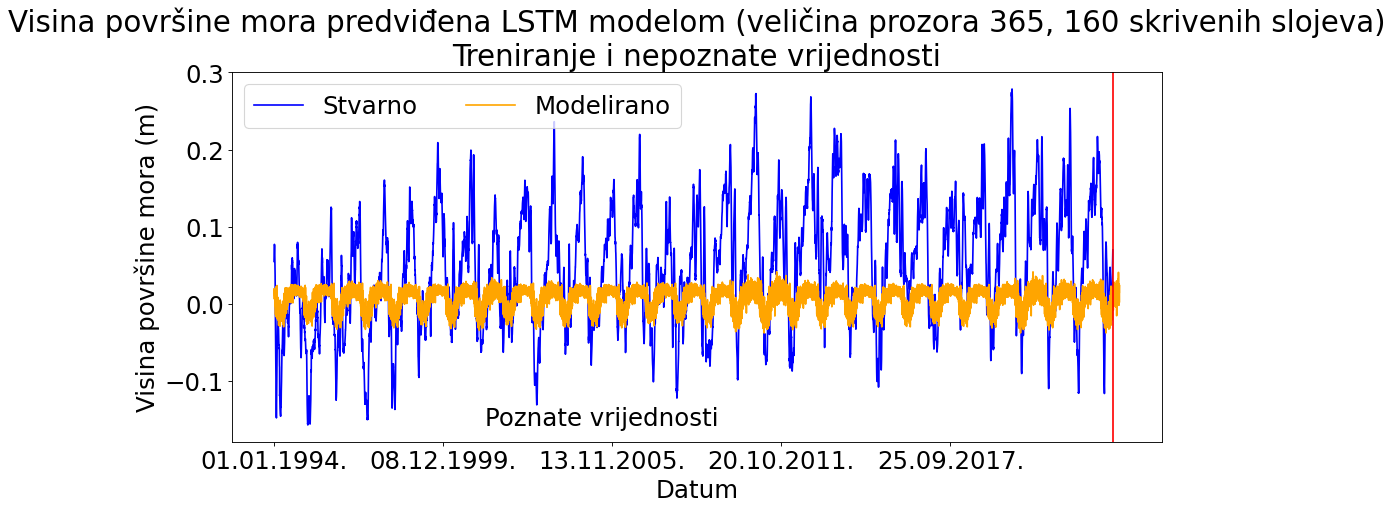 Visina površine mora predviđena LSTM modelom (veličina prozora 365, 160 skrivenih slojeva)
Treniranje i nepoznate vrijednosti
Stvarno
Modelirano
Visina površine mora (m)
0.3
0.2
0.1
0.0
−0.1
Poznate vrijednosti
01.01.1994.
08.12.1999.
13.11.2005.
20.10.2011.
25.09.2017.
Datum